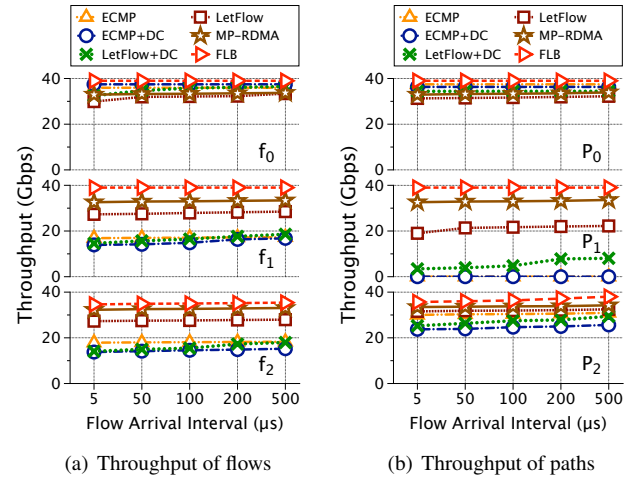 ECMP LetFlow
ECMP+DC MP-RDMA
LetFlow+DC FLB
ECMP LetFlow
ECMP+DC MP-RDMA
LetFlow+DC FLB
Throughput (Gbps)
40
20
0
f0
40
20
0
f1
40
20
0
f2
5 50 100 200 500
Flow Arrival Interval (μs)
(a) Throughput of flows
Throughput (Gbps)
40
20
0
P0
40
20
0
P1
40
20
0
P2
5 50 100 200 500
Flow Arrival Interval (μs)
(b) Throughput of paths